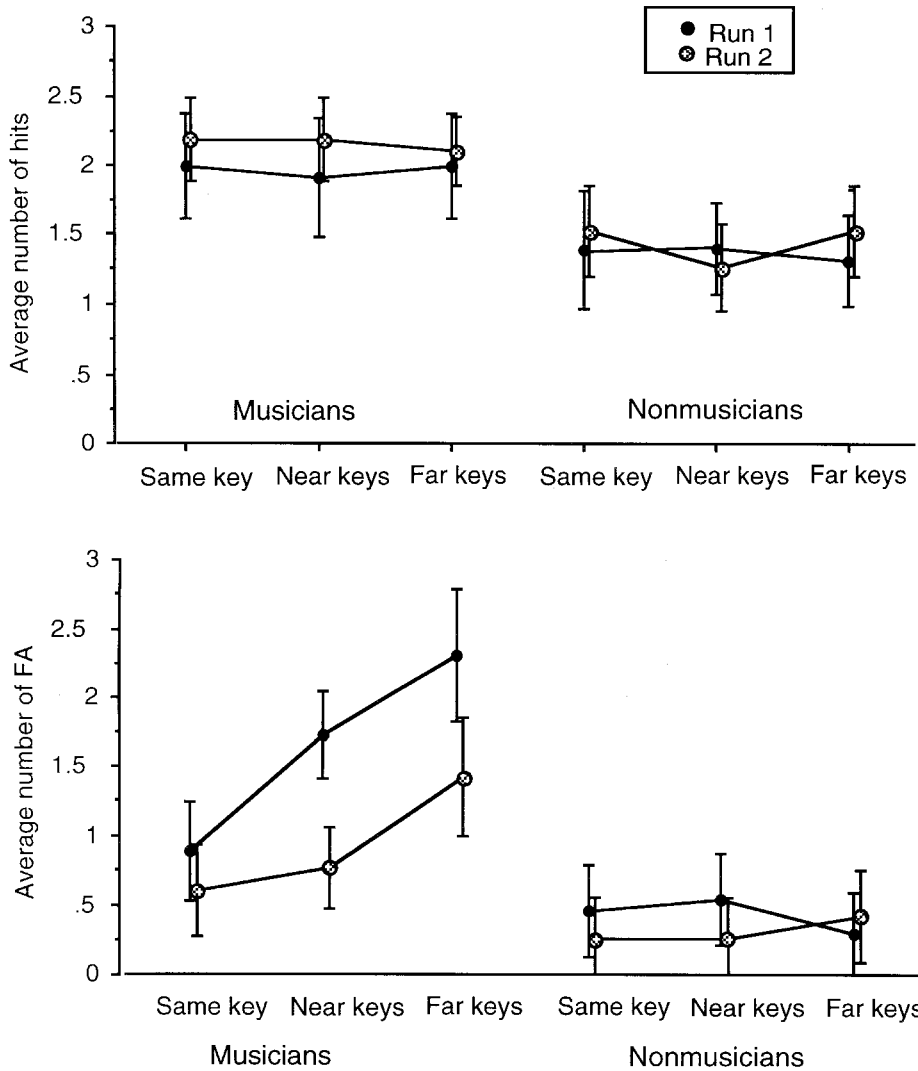 3
Run 1
Run 2
2.5
2
1.5
1
.5
0
Average number of hits
Musicians
Nonmusicians
Same key Near keys Far keys Same key Near keys Far keys
3
2.5
2
1.5
1
.5
0
Average number of FA
Same key Near keys Far keys Same key Near keys Far keys
Musicians
Nonmusicians